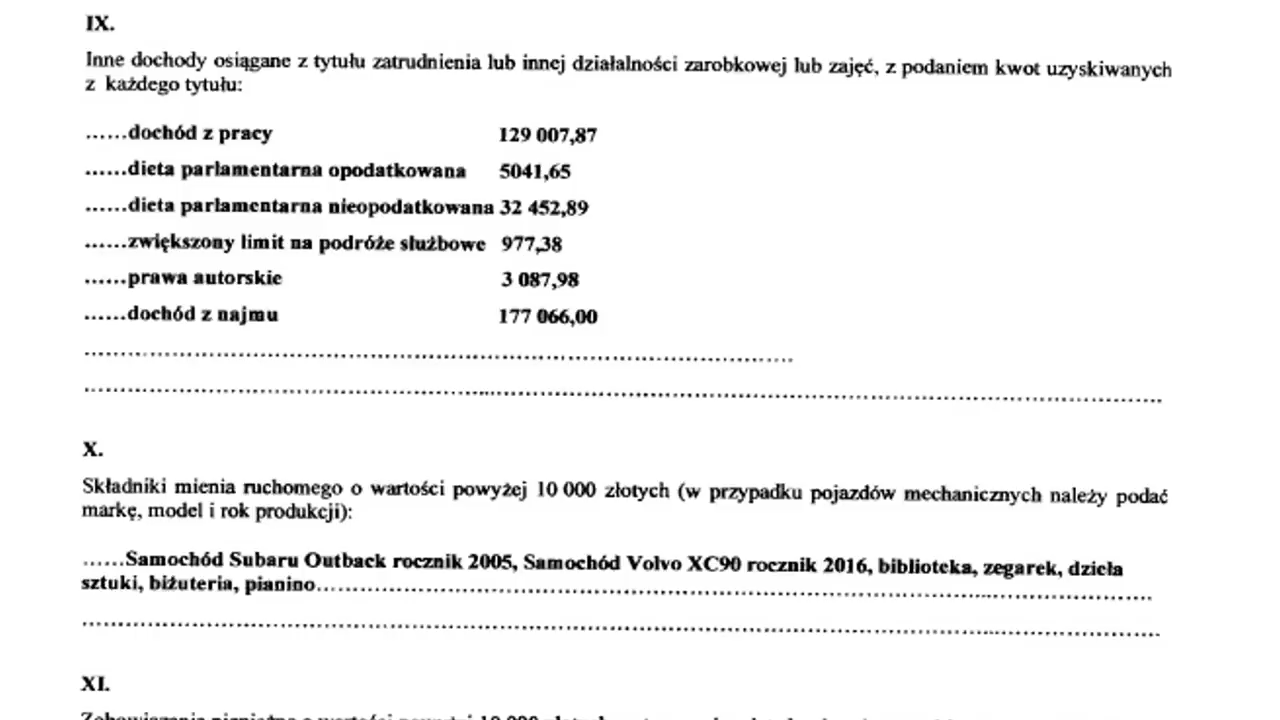 IX.
Inne dochody osiągane z tytułu zatrudnienia lub innej działalności zarobkowej lub zajęć, z podaniem kwot uzyskiwanych
z każdego tytułu:
......dochód z pracy 129 007,87
......dieta parlamentarna opodatkowana 5041,65
......dieta parlamentarna nieopodatkowana 32 452,89
......zwiększony limit na podróże służbowe 977,38
......prawa autorskie 3 087,98
......dochód z najmu 177 066,00
X.
Składniki mienia ruchomego o wartości powyżej 10 000 złotych (w przypadku pojazdów mechanicznych należy podać
markę, model i rok produkcji):
......Samochód Subaru Outback rocznik 2005, Samochód Volvo XC90 rocznik 2016, biblioteka, zegarek, dzieła
sztuki, biżuteria, pianino......
XI.